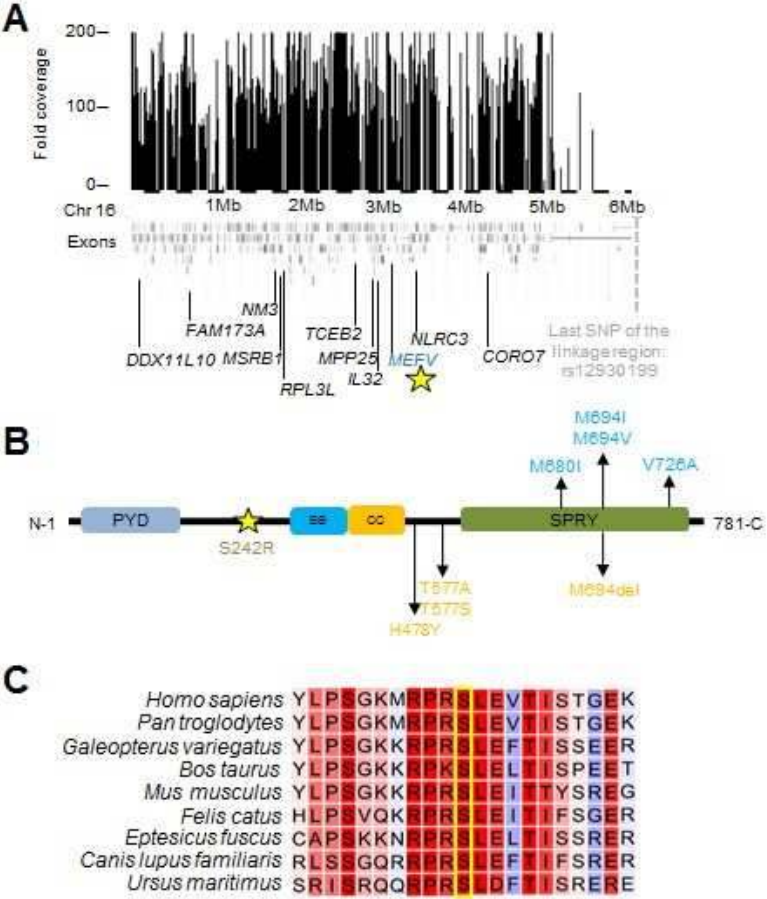 A
200
Fold coverage
100
0
Chr 16 1Mb 2Mb 3Mb 4Mb 5Mb 6Mb
Exons
NM3
FAM173A TCEB2 NLRC3
DDX11L10 MSRB1 MPP25 MEFV CORO7
RPL3L IL32
Last SNP of the
linkage region:
rs12930199
B
M694I
M694V
M680I V726A
N-1 PYD BB CC SPRY 781-C
S242R
T577A M694del
T577S
H478Y
C
Homo sapiens YLPSGKMRPRSLEVTISTGEK
Pan troglodytes YLPSGKMRPRSLEVTISTGEK
Galeopterus variegatus YLPSGKKRPRSLEFTISSEER
Bos taurus YLPSGKKRPKSLELTISPEET
Mus musculus YLPSGKKRPRSLEITTYSREG
Felis catus HLPSVQKRPRSLEITIFSGER
Eptesicus fuscus CAPSKKNRPRSLELTISSRER
Canis lupus familiaris RLSSGQRRPRSLEFTIFSRER
Ursus maritimus SRISRQQRPRSLDFTISRERE